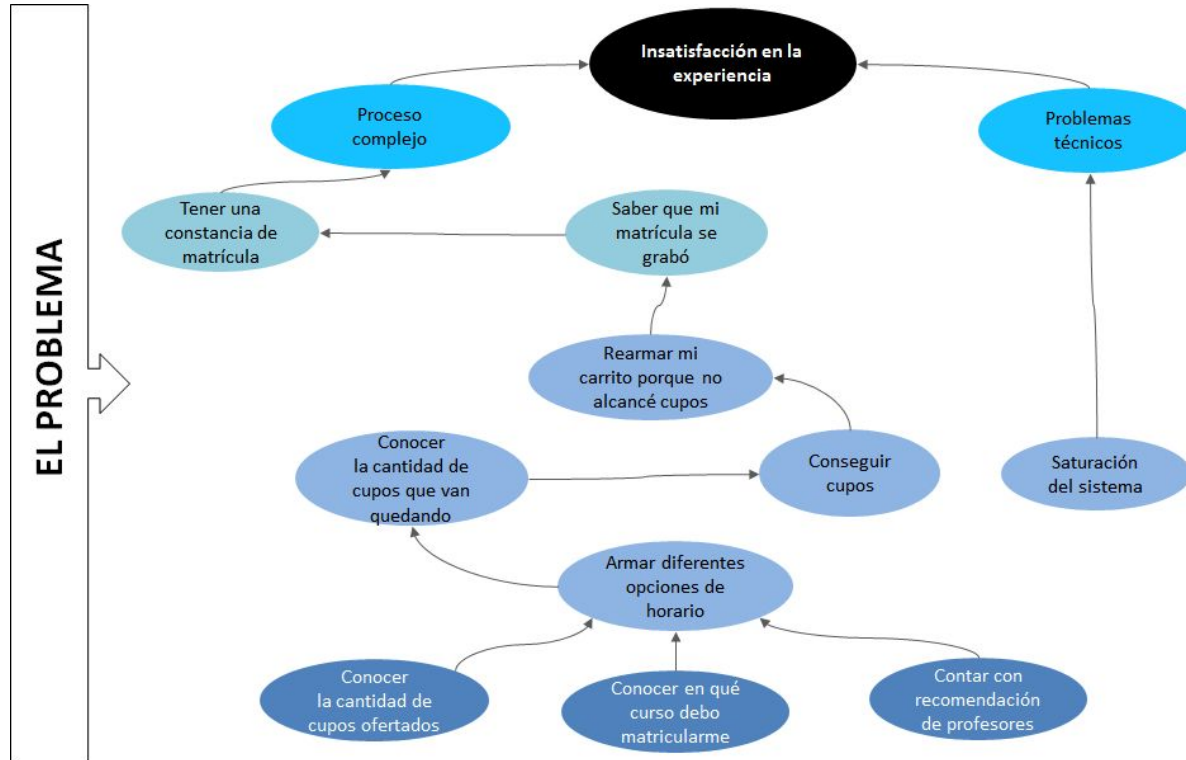 EL PROBLEMA
Insatisfacción en la
experiencia
Proceso
complejo
Problemas
técnicos
Tener una
constancia de
matrícula
Saber que mi
matrícula se
grabó
Rearmar mi
carrito porque no
alcancé cupos
Conocer
la cantidad de
cupos que van
quedando
Conseguir
cupos
Saturación
del sistema
Armar diferentes
opciones de
horario
Conocer
la cantidad de
cupos ofertados
Conocer en qué
curso debo
matricularme
Contar con
recomendación
de profesores